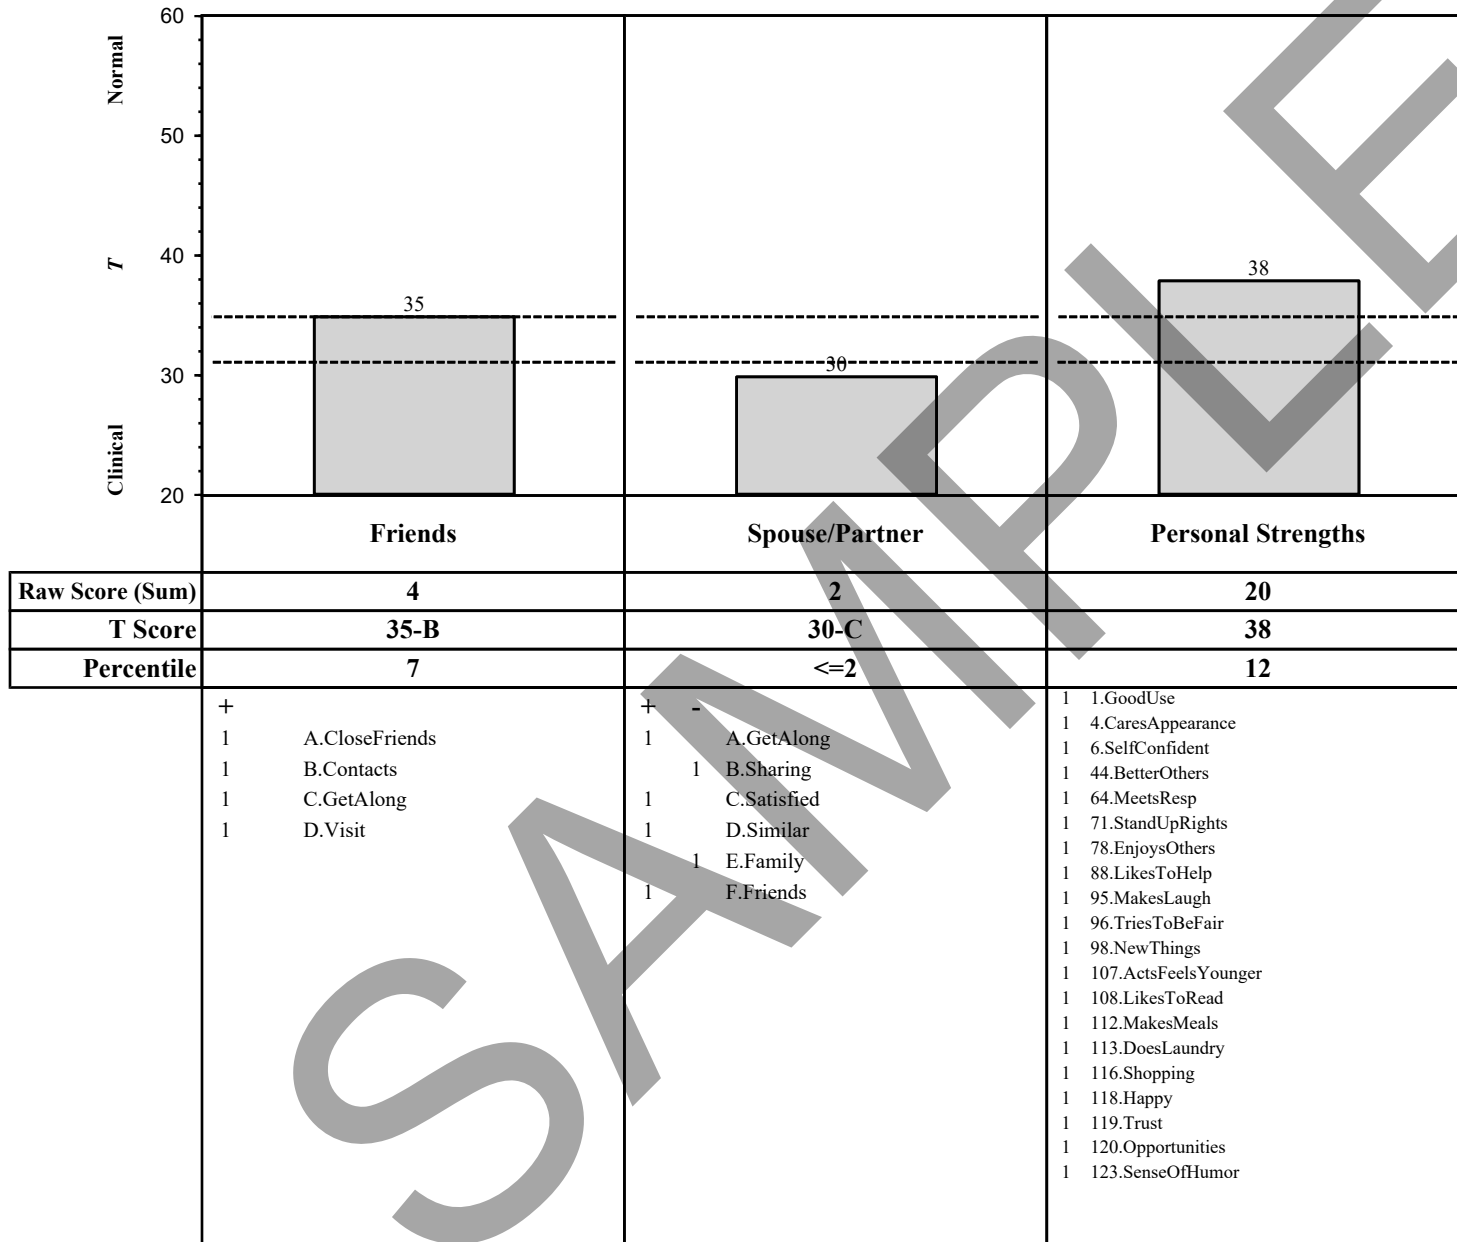 60
Normal
50
T
40
30
Clinical
20
35
30
38
Friends Spouse/Partner Personal Strengths
Raw Score (Sum) 4 2 20
T Score 35-B 30-C 38
Percentile 7 <=2 12
+
1 A.CloseFriends
1 B.Contacts
1 C.GetAlong
1 D.Visit
+ -
1 A.GetAlong
1 B.Sharing
1 C.Satisfied
1 D.Similar
1 E.Family
1 F.Friends
1 1.GoodUse
1 4.CaresAppearance
1 6.SelfConfident
1 44.BetterOthers
1 64.MeetsResp
1 71.StandUpRights
1 78.EnjoysOthers
1 88.LikesToHelp
1 95.MakesLaugh
1 96.TriesToBeFair
1 98.NewThings
1 107.ActsFeelsYounger
1 108.LikesToRead
1 112.MakesMeals
1 113.DoesLaundry
1 116.Shopping
1 118.Happy
1 119.Trust
1 120.Opportunities
1 123.SenseOfHumor
SAMPLE